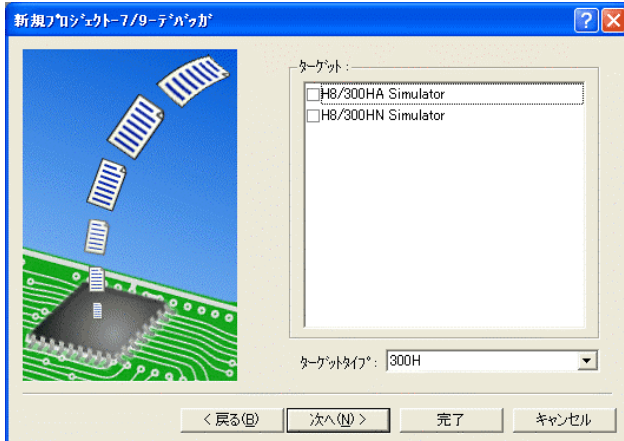 新規プロジェクト-7/9-デバッガ
ターゲット :
H8/300HA Simulator
H8/300HN Simulator
ターゲットタイプ : 300H
< 戻る(B)
次へ(N) >
完了
キャンセル